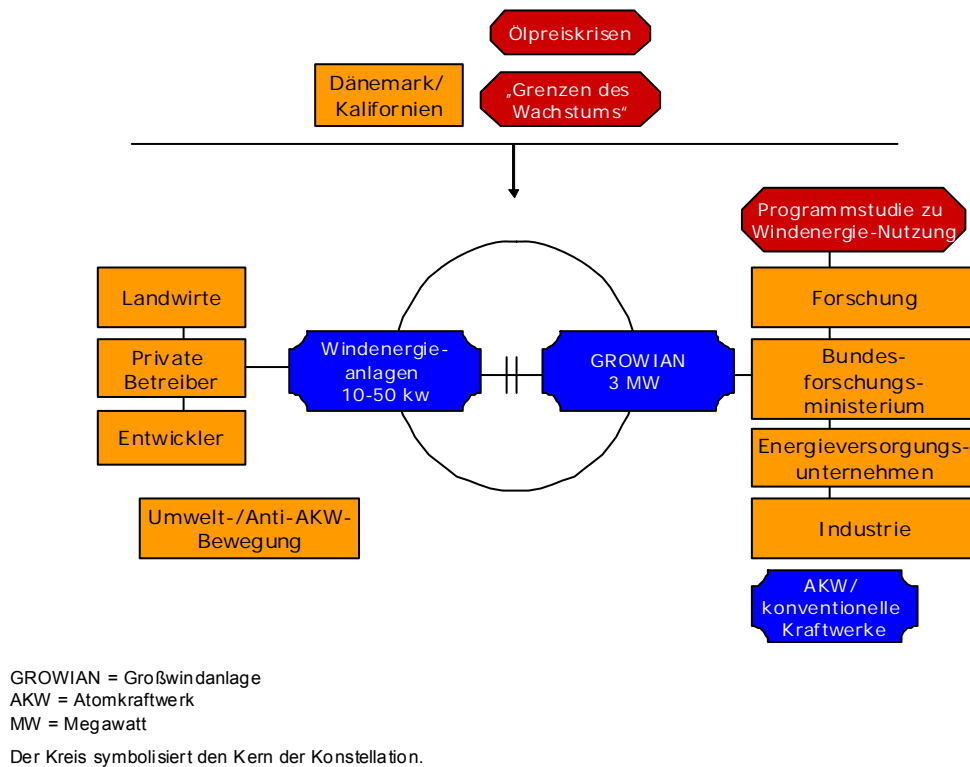 Ölpreiskrisen
Dänemark/
Kalifornien
„Grenzen des
Wachstums“
Programmstudie zu
Windenergie-Nutzung
Landwirte
Private
Betreiber
Entwickler
Umwelt-/Anti-AKW-
Bewegung
Windenergie-
anlagen
10-50 kw
GROWIAN
3 MW
Forschung
Bundes-
forschungs-
ministerium
Energieversorgungs-
unternehmen
Industrie
AKW/
konventionelle
Kraftwerke
GROWIAN = Großwindanlage
AKW = Atomkraftwerk
MW = Megawatt
Der Kreis symbolisiert den Kern der Konstellation.